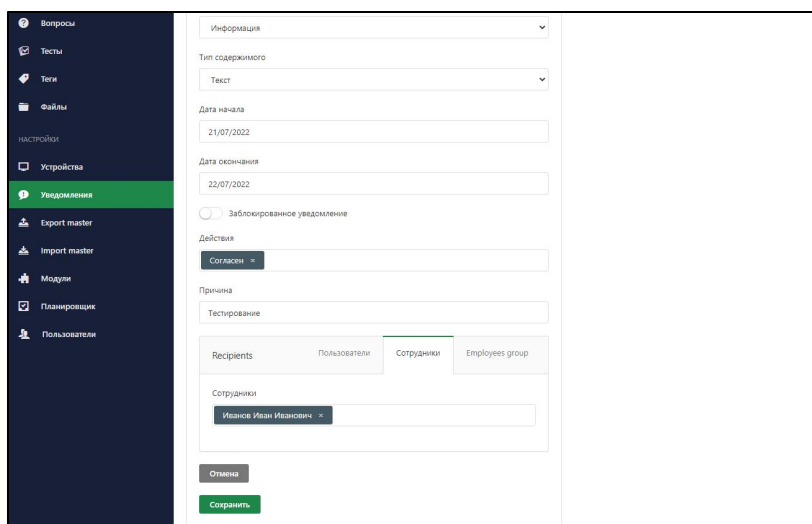 Вопросы
Тесты
Теги
Файлы
НАСТРОЙКИ
Устройства
Уведомления
Export master
Import master
Модули
Планировщик
Пользователи
Информация
Тип содержимого
Текст
Дата начала
21/07/2022
Дата окончания
22/07/2022
Заблокированное уведомление
Действия
Согласен ×
Причина
Тестирование
Recipients Пользователи Сотрудники Employees group
Сотрудники
Иванов Иван Иванович ×
Отмена
Сохранить